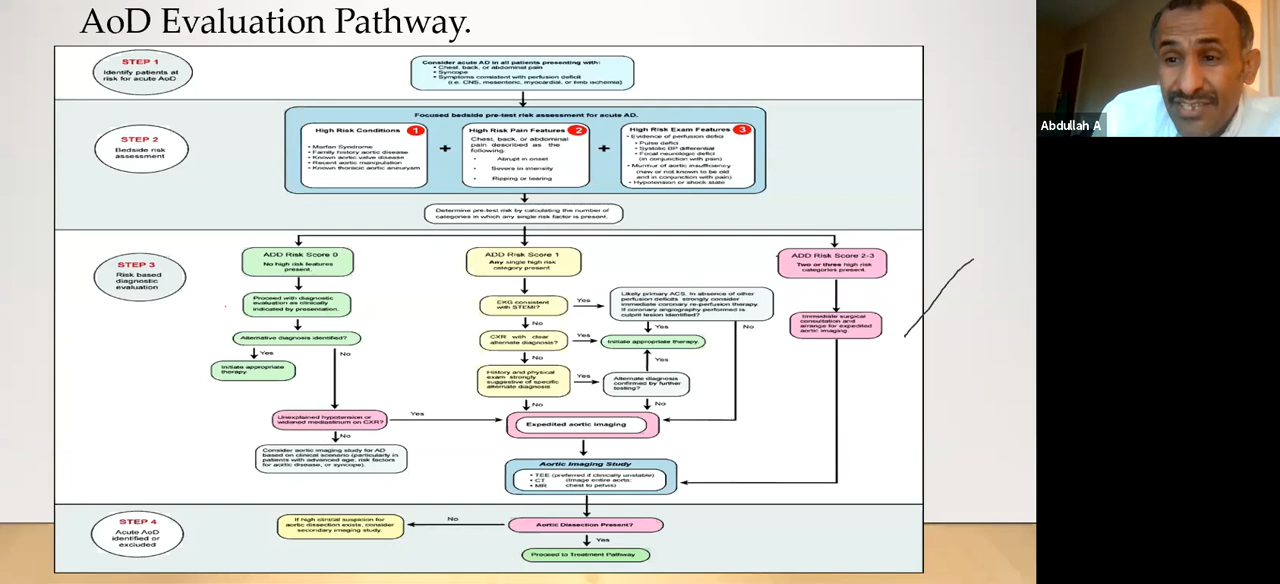 AoD Evaluation Pathway.
STEP 1
Identify patients at
risk for acute AoD
Consider acute AD in all patients presenting with:
• Chest, back, or abdominal pain
• Syncope
• Symptoms consistent with perfusion deficit
(i.e. CNS, mesenteric, myocardial, or limb ischemia)
STEP 2
Bedside risk
assessment
Focused bedside pre-test risk assessment for acute AD.
High Risk Conditions 1
• Marfan Syndrome
• Family history aortic disease
• Known aortic valve disease
• Recent aortic manipulation
• Known thoracic aortic aneurysm
+
High Risk Pain Features 2
Chest, back, or abdominal
pain described as the
following:
• Abrupt in onset
• Severe in intensity
• Ripping or tearing
+
High Risk Exam Features 3
• Evidence of perfusion deficit
• Pulse deficit
• Systolic BP differential
• Focal neurologic deficit
(in conjunction with pain)
• Murmur of aortic insufficiency
(new or not known to be old
and in conjunction with pain)
• Hypotension or shock state
Determine pre-test risk by calculating the number of
categories in which any single risk factor is present.
STEP 3
Risk based
diagnostic
evaluation
ADD Risk Score 0
No high risk features
present.
Proceed with diagnostic
evaluation as clinically
indicated by presentation.
Alternative diagnosis identified?
Yes
No
Initiate appropriate
therapy.
Unexplained hypotension or
widened mediastinum on CXR?
Yes
No
Consider aortic imaging study for AD
based on clinical scenario (particularly in
patients with advanced age, risk factors
for aortic disease, or syncope).
ADD Risk Score 1
Any single high risk
category present
EKG consistent
with STEMI?
Yes
No
Likely primary ACS. In absence of other
perfusion deficits strongly consider
immediate coronary re-perfusion therapy.
If coronary angiography performed is
culprit lesion identified?
Yes
No
CXR with clear
alternate diagnosis?
Yes
No
Initiate appropriate therapy.
Yes
History and physical
exam strongly
suggestive of specific
alternate diagnosis
Yes
No
Alternate diagnosis
confirmed by further
testing?
No
Expedited aortic imaging
ADD Risk Score 2-3
Two or three high risk
categories present.
Immediate surgical
consultation and
arrange for expedited
aortic imaging.
Aortic Imaging Study
• TEE (preferred if clinically unstable)
• CT (image entire aorta:
• MR chest to pelvis)
STEP 4
Acute AoD
identified or
excluded
If high clinical suspicion for
aortic dissection exists, consider
secondary imaging study.
No
Aortic Dissection Present?
Yes
Proceed to Treatment Pathway
Abdullah A